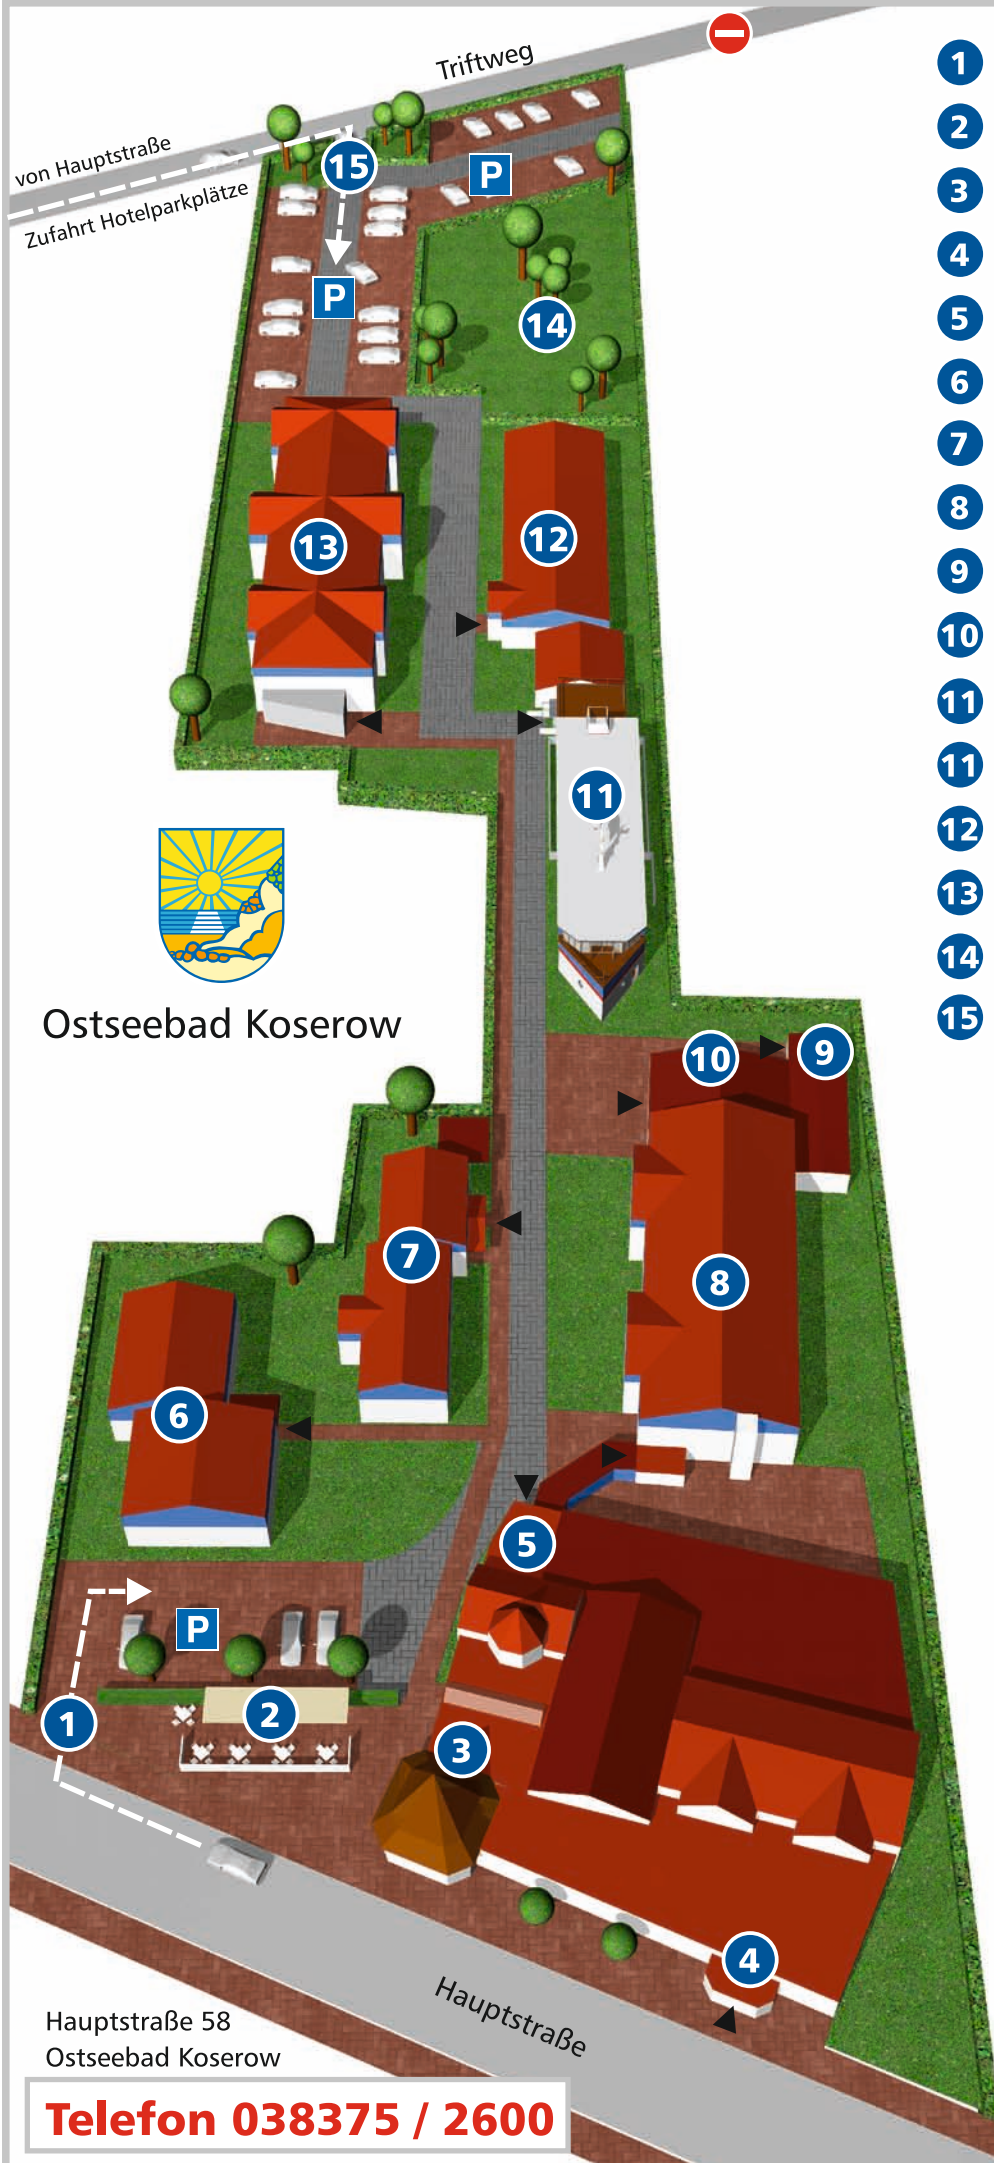 Triftweg
von Hauptstraße
Zufahrt Hotelparkplätze
15
P
P
14
13
12
11
Ostseebad Koserow
10
9
7
8
6
5
P
1
2
3
4
Hauptstraße
Hauptstraße 58
Ostseebad Koserow
Telefon 038375 / 2600
1
2
3
4
5
6
7
8
9
10
11
11
12
13
14
15